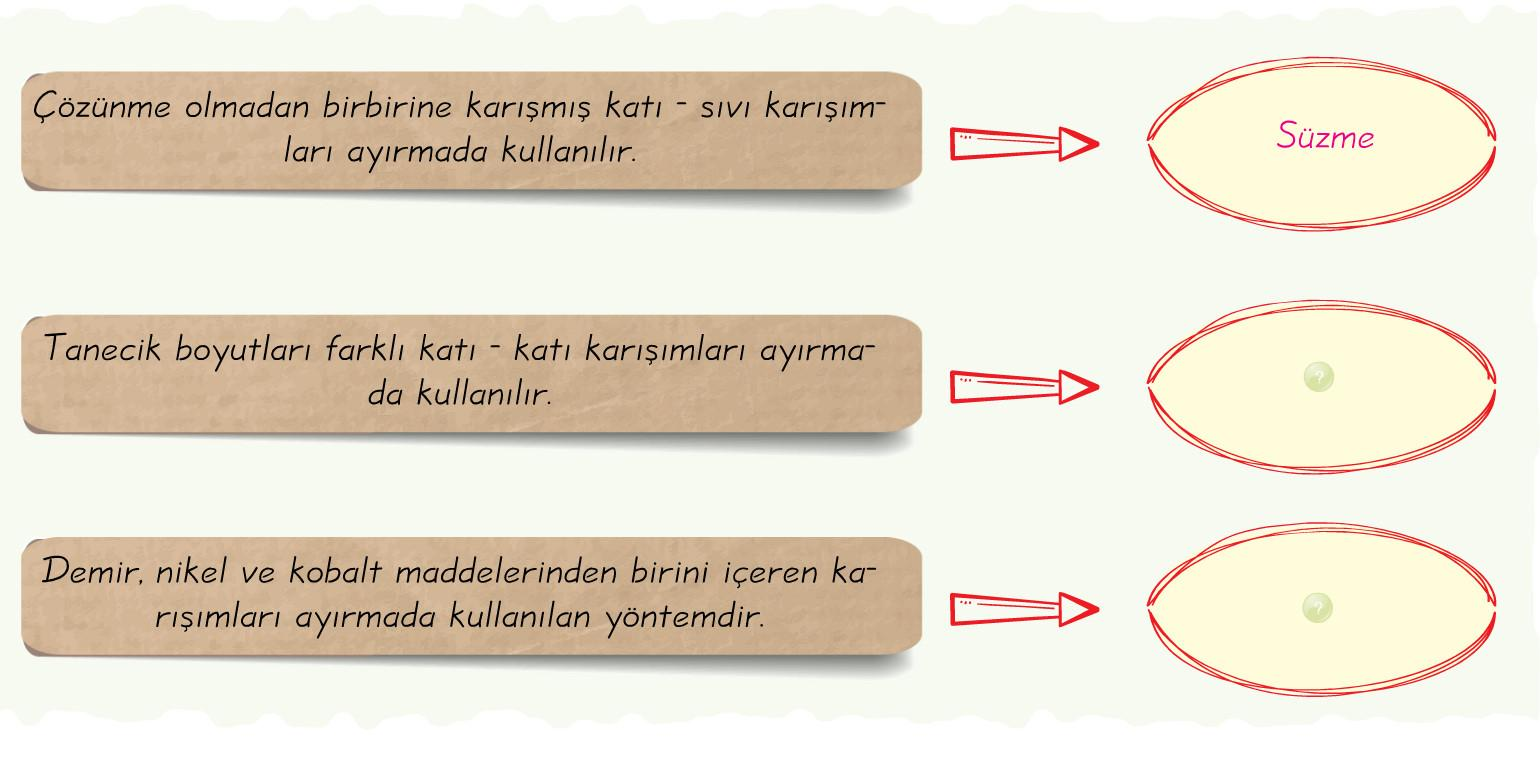 Çözünme olmadan birbirine karışmış katı - sıvı karışım-
ları ayırmada kullanılır.
Süzme
Tanecik boyutları farklı katı - katı karışımları ayırma-
da kullanılır.
?
Demir, nikel ve kobalt maddelerinden birini içeren ka-
rışımları ayırmada kullanılan yöntemdir.
?